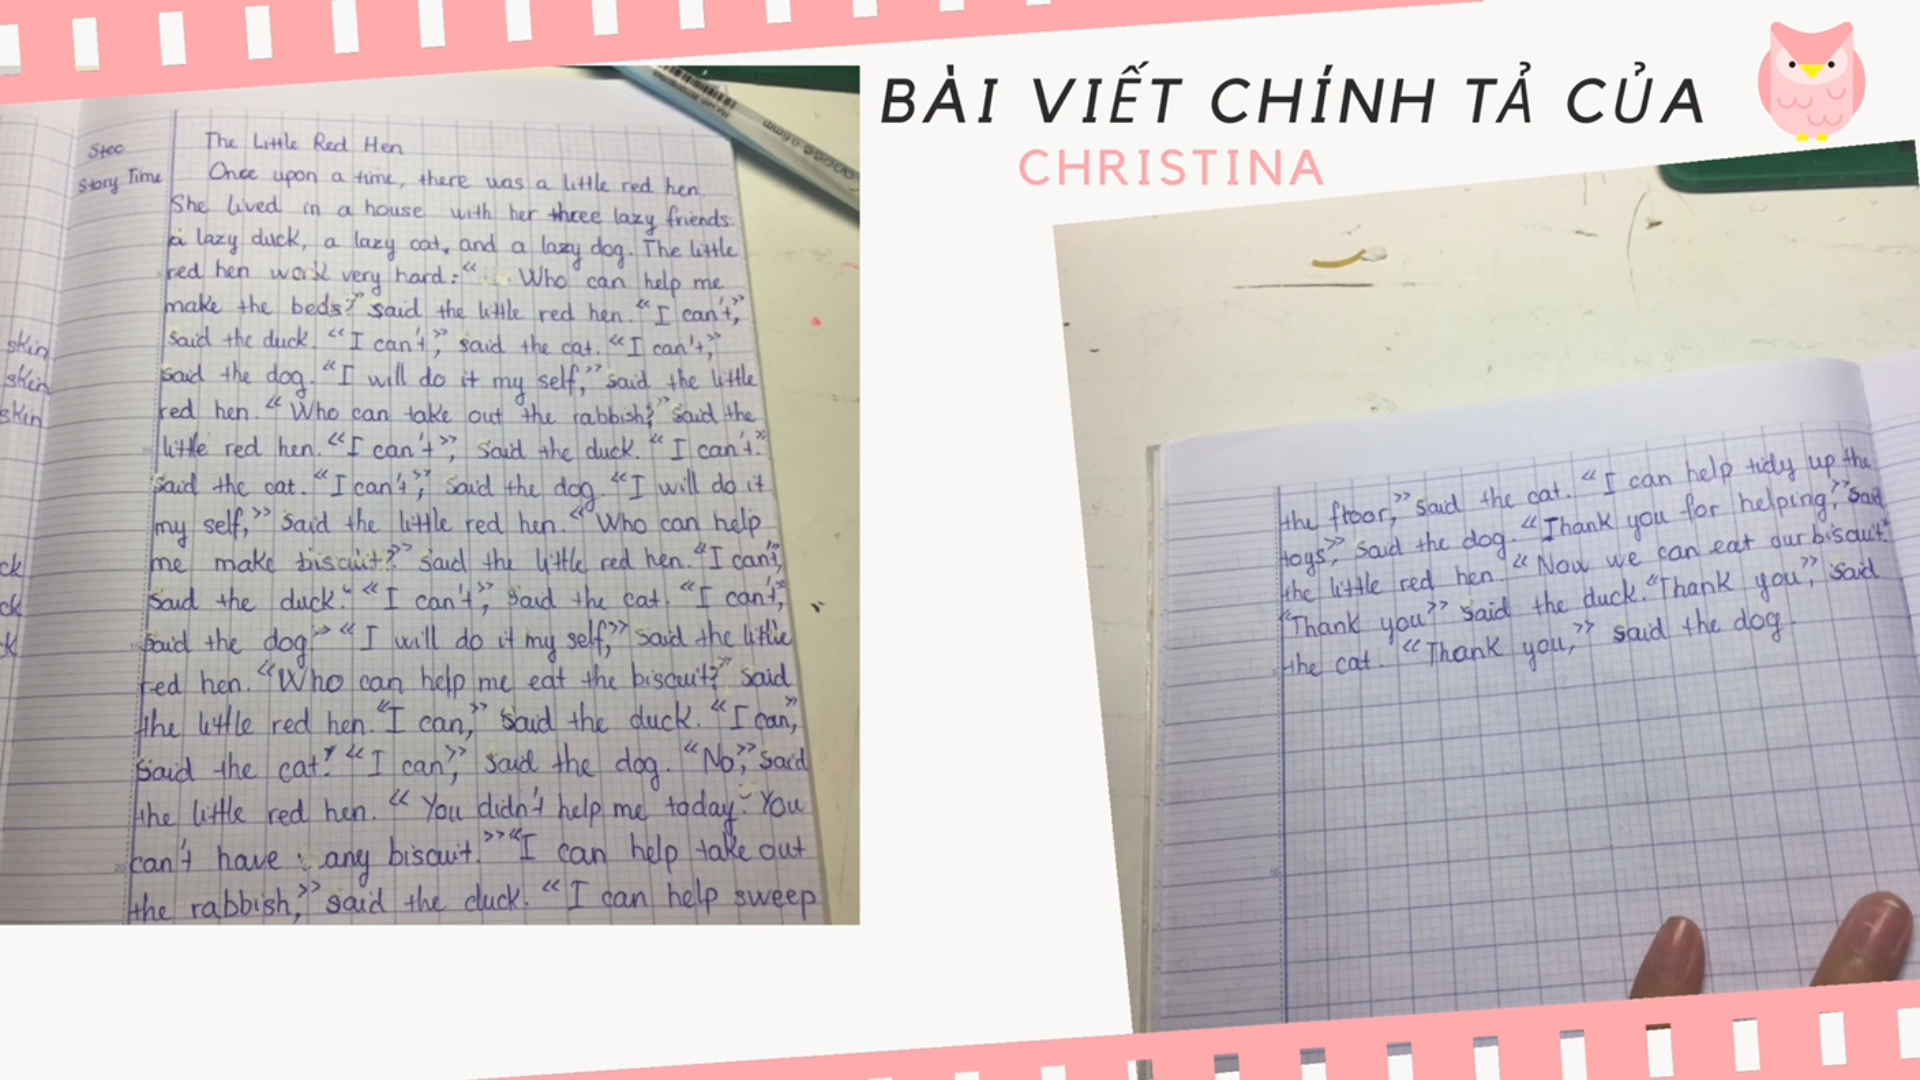 BÀI VIẾT CHÍNH TẢ CỦA
CHRISTINA
The Little Red Hen
Story Time
Once upon a time, there was a little red hen.
She lived in a house with her three lazy friends:
a lazy duck, a lazy cat, and a lazy dog. The little
red hen work very hard: “ Who can help me
make the beds?” said the little red hen. “I can't,”
said the duck. “I can't,” said the cat. “I can't,”
said the dog. “I will do it my self,” said the little
red hen. “Who can take out the rabbish?” said the
little red hen. “I can't”, said the duck. “I can't.”
said the cat. “I can't”, said the dog. “I will do it
my self,” said the little red hen. “Who can help
me make biscuit?” said the little red hen. “I can't”,
said the duck. “I can't”, said the cat. “I can't”,
said the dog. “I will do it my self,” said the little
red hen. “Who can help me eat the biscuit?” said
the little red hen. “I can,” said the duck. “I can,”
said the cat. “I can”, said the dog. “No”, said
the little red hen. “You didn't help me today. You
can't have any biscuit.” “I can help take out
the rabbish,” said the duck. “I can help sweep
skin
skin
skin
ck
ck
k
the floor,” said the cat. “I can help tidy up the
toys”, said the dog. “Thank you for helping,” said
the little red hen. “Now we can eat our biscuit.”
“Thank you” said the duck. “Thank you”, said
the cat. “Thank you,” said the dog.